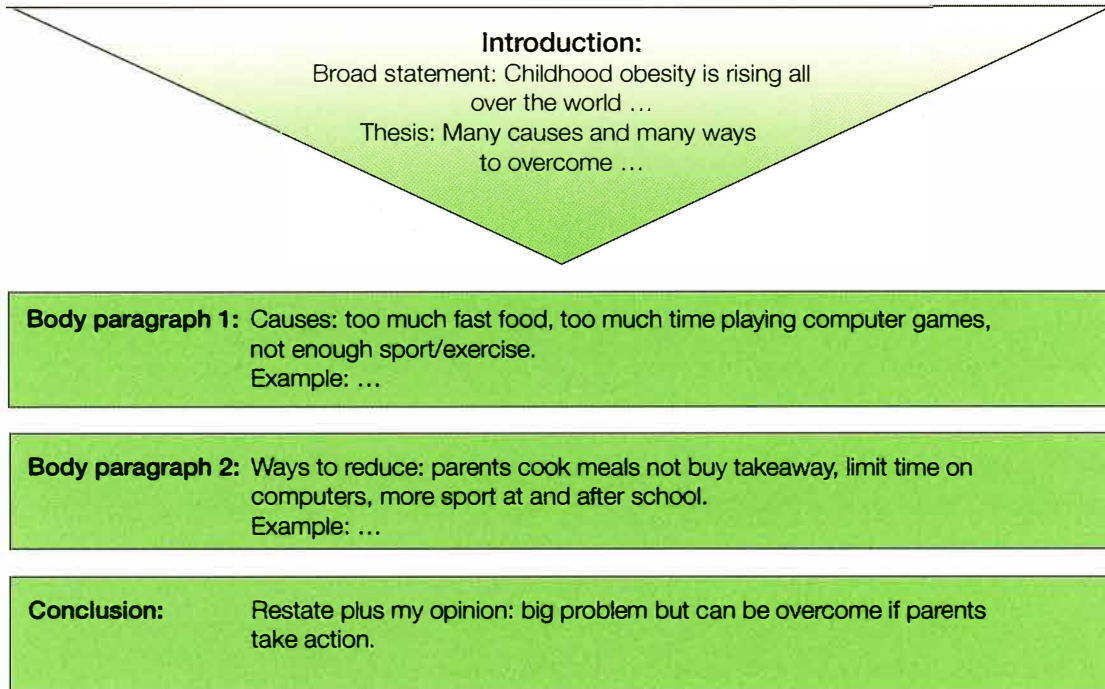 Introduction:
Broad statement: Childhood obesity is rising all
over the world ...
Thesis: Many causes and many ways
to overcome ...
Body paragraph 1: Causes: too much fast food, too much time playing computer games,
not enough sport/exercise.
Example: ...
Body paragraph 2: Ways to reduce: parents cook meals not buy takeaway, limit time on
computers, more sport at and after school.
Example: ...
Conclusion: Restate plus my opinion: big problem but can be overcome if parents
take action.